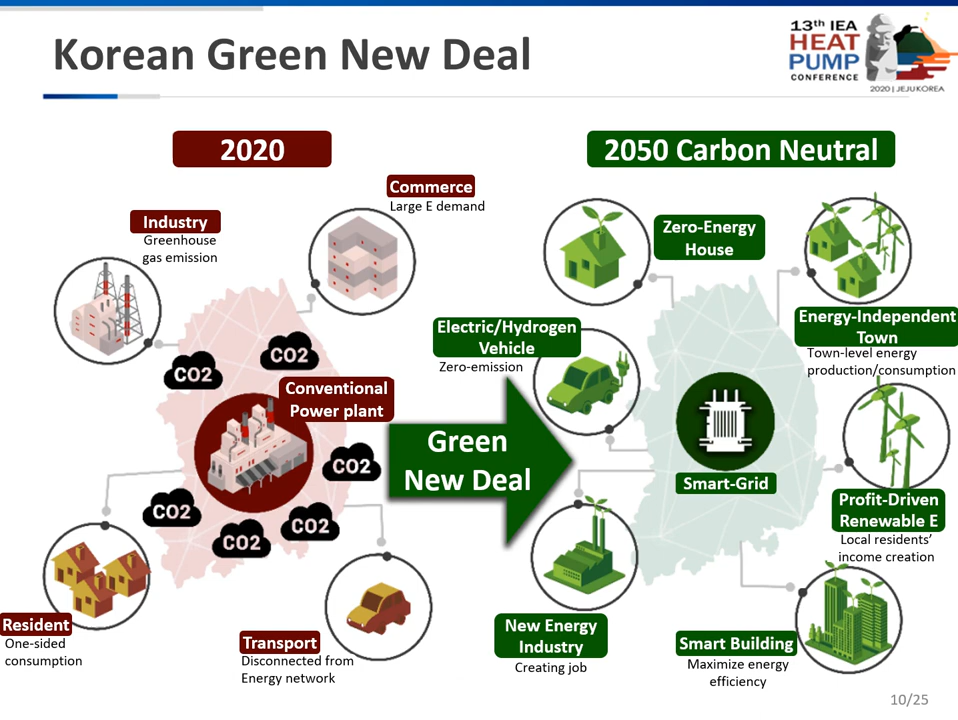 Korean Green New Deal
13th IEA
HEAT
PUMP
CONFERENCE
2020 | JEJU KOREA
2020
2050 Carbon Neutral
Commerce
Large E demand
Industry
Greenhouse
gas emission
CO2
CO2
Conventional
Power plant
CO2
CO2
CO2
CO2
Resident
One-sided
consumption
Transport
Disconnected from
Energy network
Green
New Deal
Zero-Energy
House
Energy-Independent
Town
Town-level energy
production/consumption
Electric/Hydrogen
Vehicle
Zero-emission
Smart-Grid
Profit-Driven
Renewable E
Local residents'
income creation
New Energy
Industry
Creating job
Smart Building
Maximize energy
efficiency
10/25